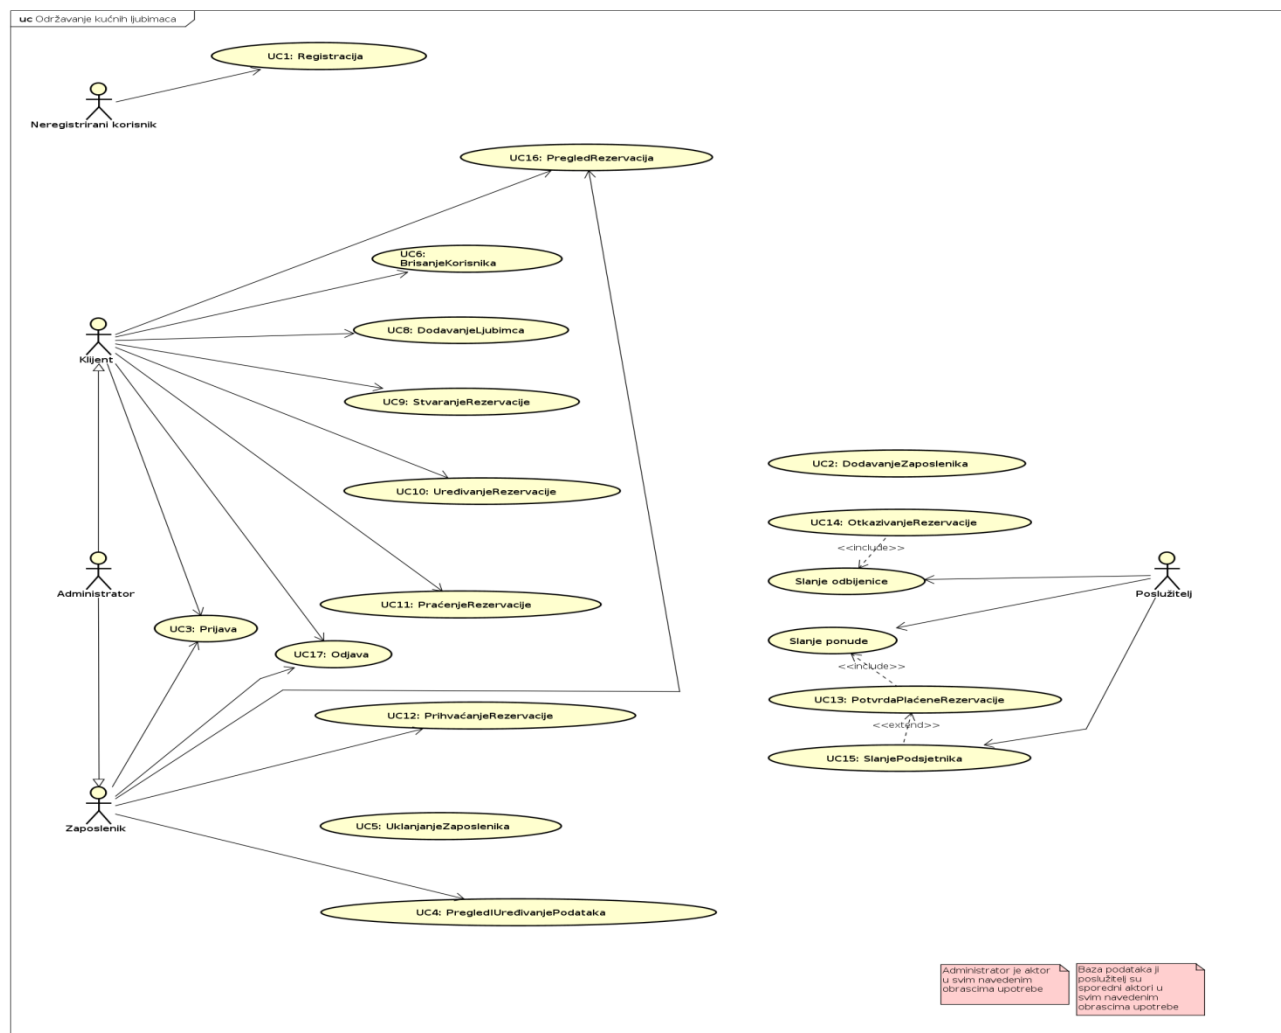 uc Održavanje kućnih ljubimaca
UC1: Registracija
Neregistrirani korisnik
UC16: PregledRezervacija
UC6:
BrisanjeKorisnika
UC8: DodavanjeLjubimca
Klijent
UC9: StvaranjeRezervacije
UC2: DodavanjeZaposlenika
UC10: UređivanjeRezervacije
UC14: OtkazivanjeRezervacije
<<include>>
Slanje odbijenice
Administrator
Poslužitelj
UC11: PraćenjeRezervacije
UC3: Prijava
Slanje ponude
UC17: Odjava
<<include>>
UC13: PotvrdaPlaćeneRezervacije
UC12: PrihvaćanjeRezervacije
<<extend>>
UC15: SlanjePodsjetnika
Zaposlenik
UC5: UklanjanjeZaposlenika
UC4: PregledIUređivanjePodataka
Administrator je aktor
u svim navedenim
obrascima upotrebe
Baza podataka ji
poslužitelj su
sporedni aktori u
svim navedenim
obrascima upotrebe